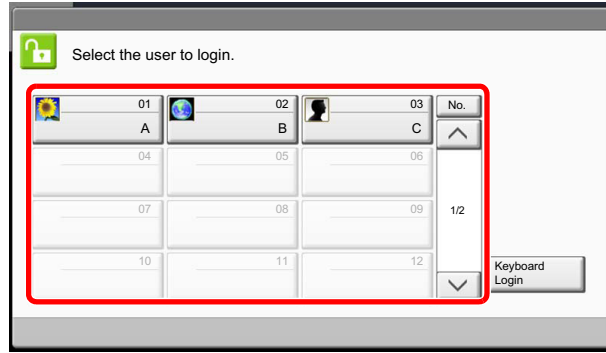 Select the user to login.
01 02 03 No.
A B C
04 05 06
07 08 09 1/2
10 11 12
Keyboard
Login